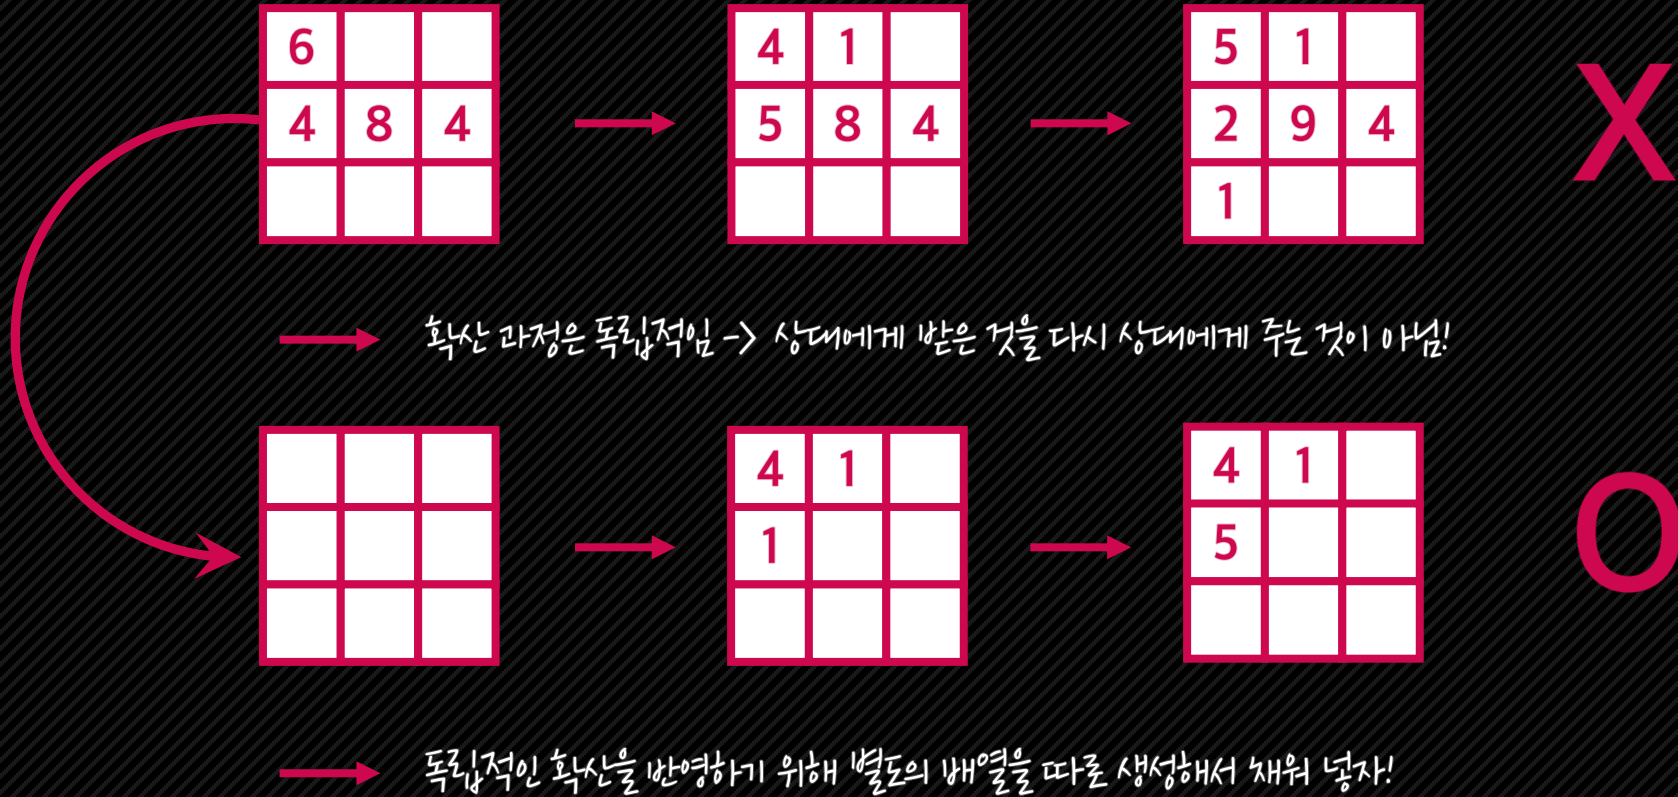 6 4 1 5 1 X
4 8 4 5 8 4 2 9 4
1
확산 과정은 독립적임 -> 상대에게 받은 것을 다시 상대에게 주는 것이 아님!
4 1 4 1 O
1 5
독립적인 확산을 반영하기 위해 별도의 배열을 따로 생성해서 채워 넣자!